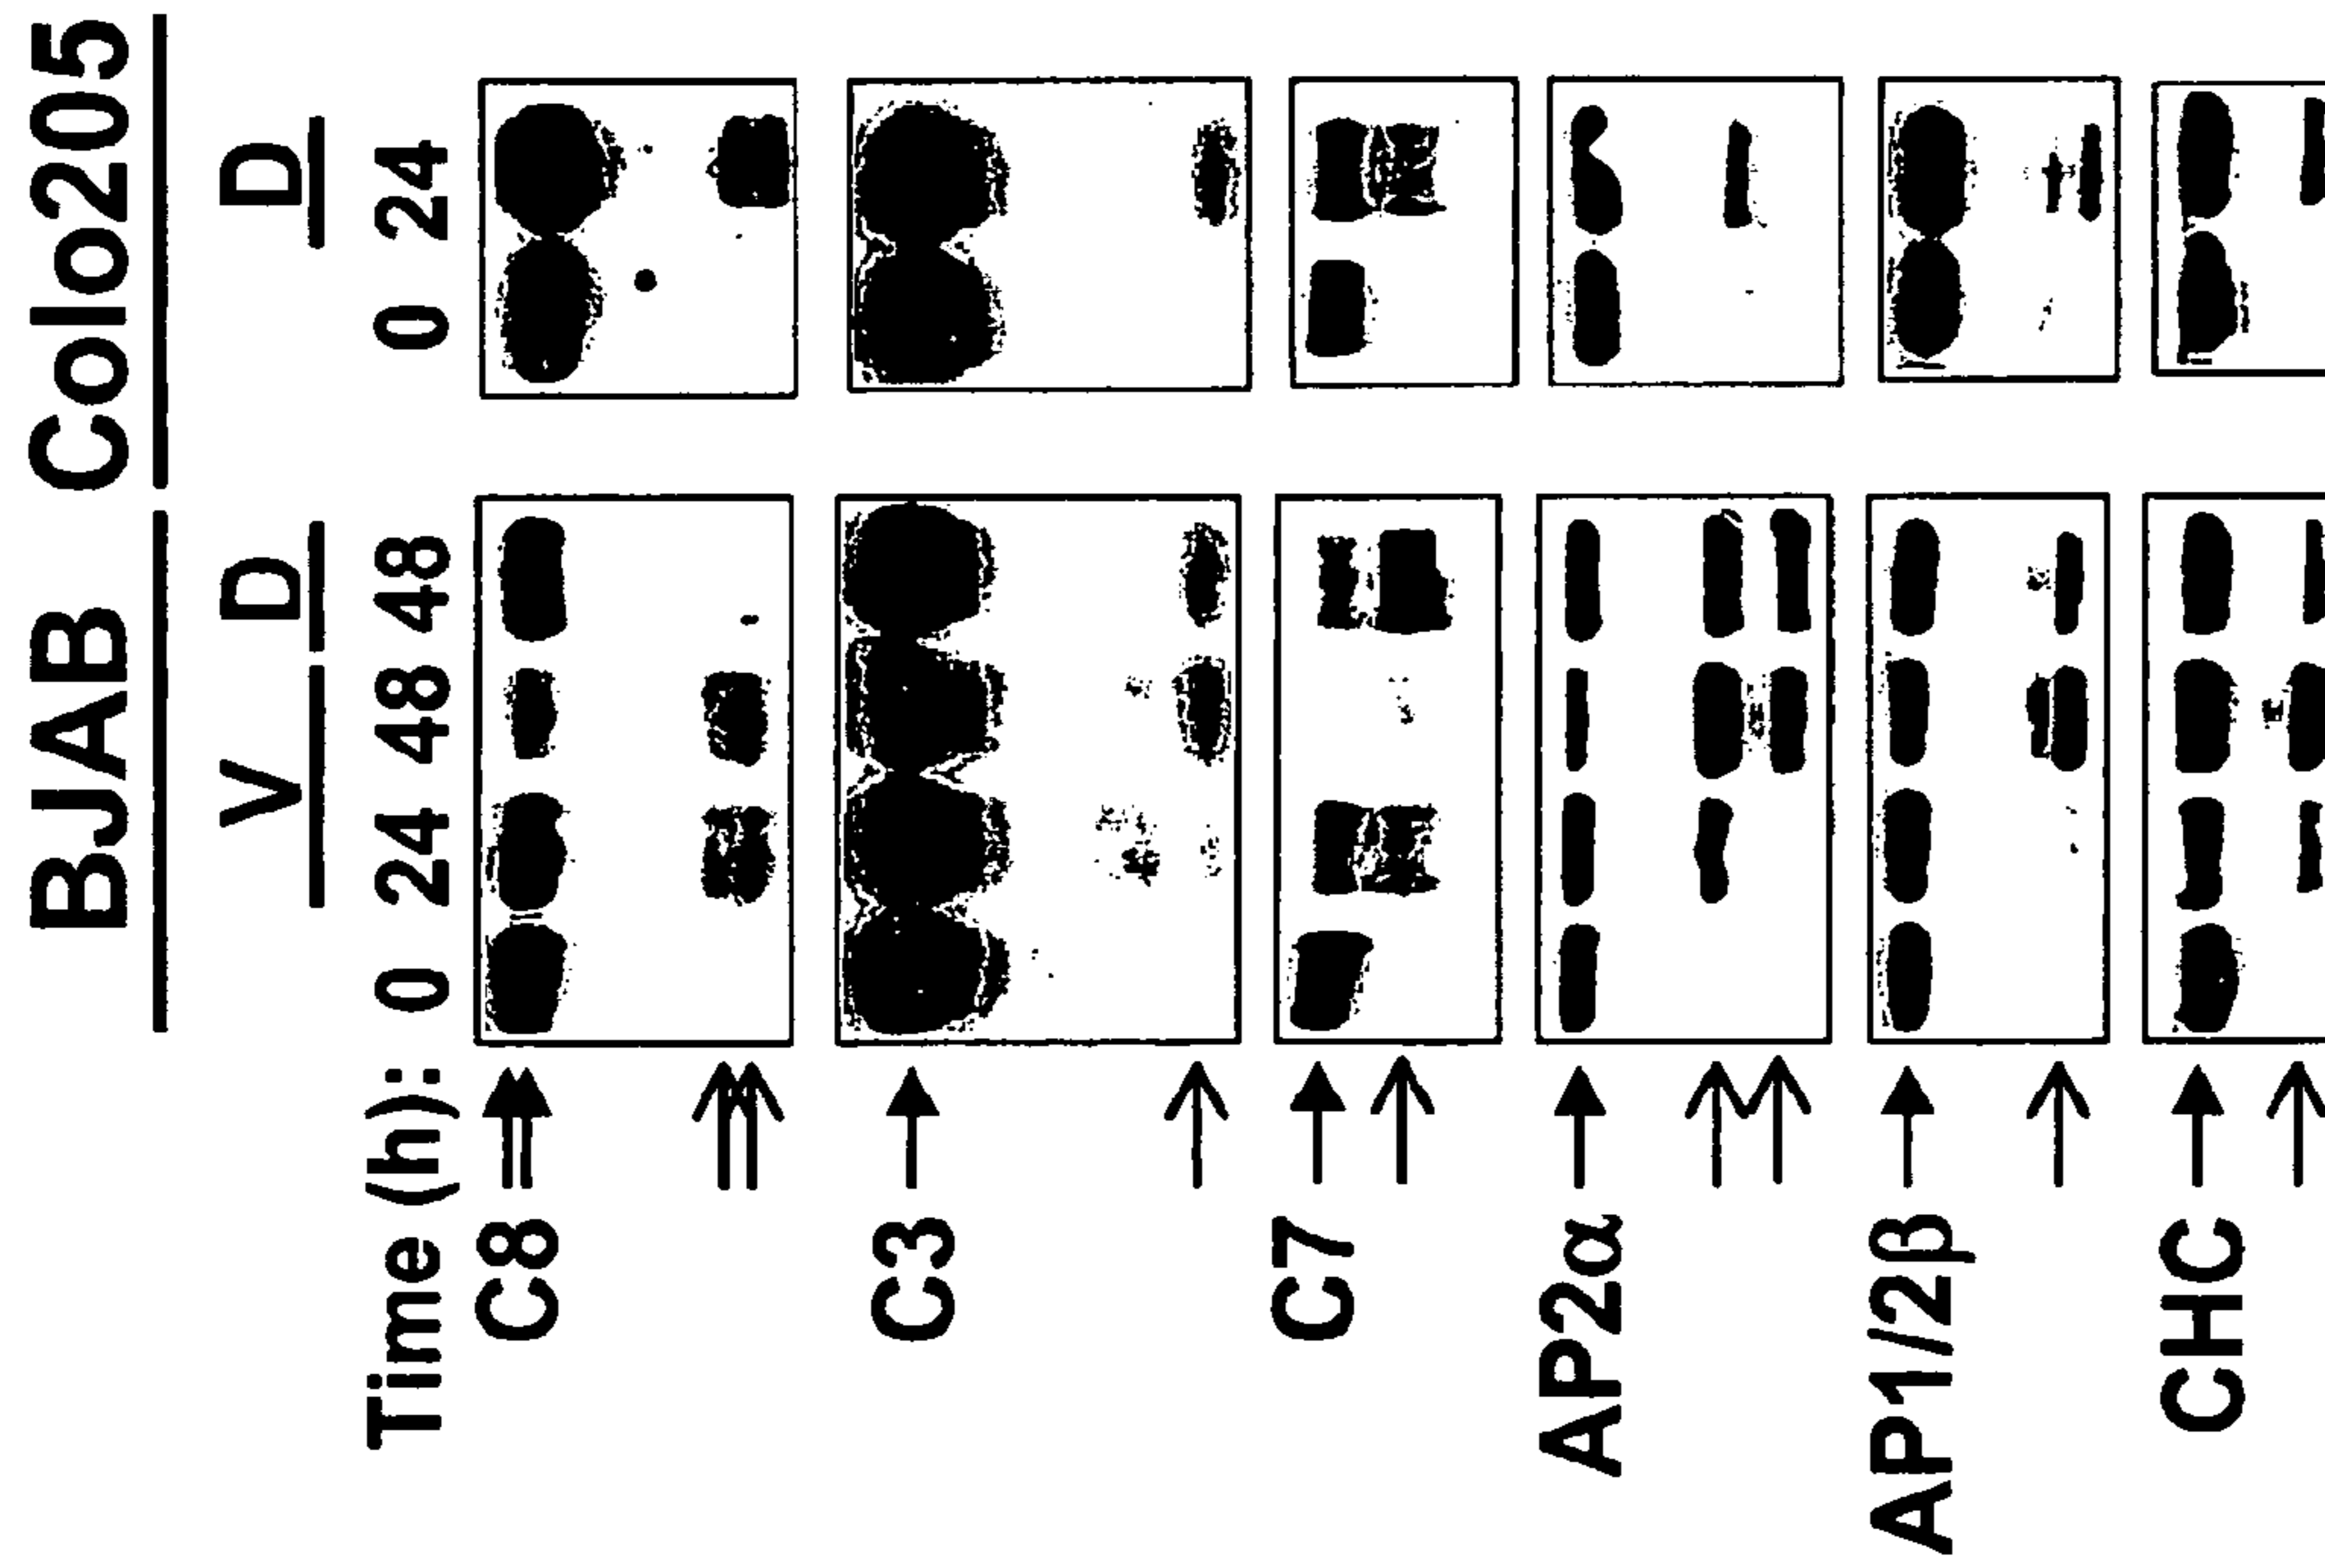 BJAB Colo205
V D D
Time (h): 0 24 48 48 0 24
C8
C3
C7
AP2α
AP1/2β
CHC